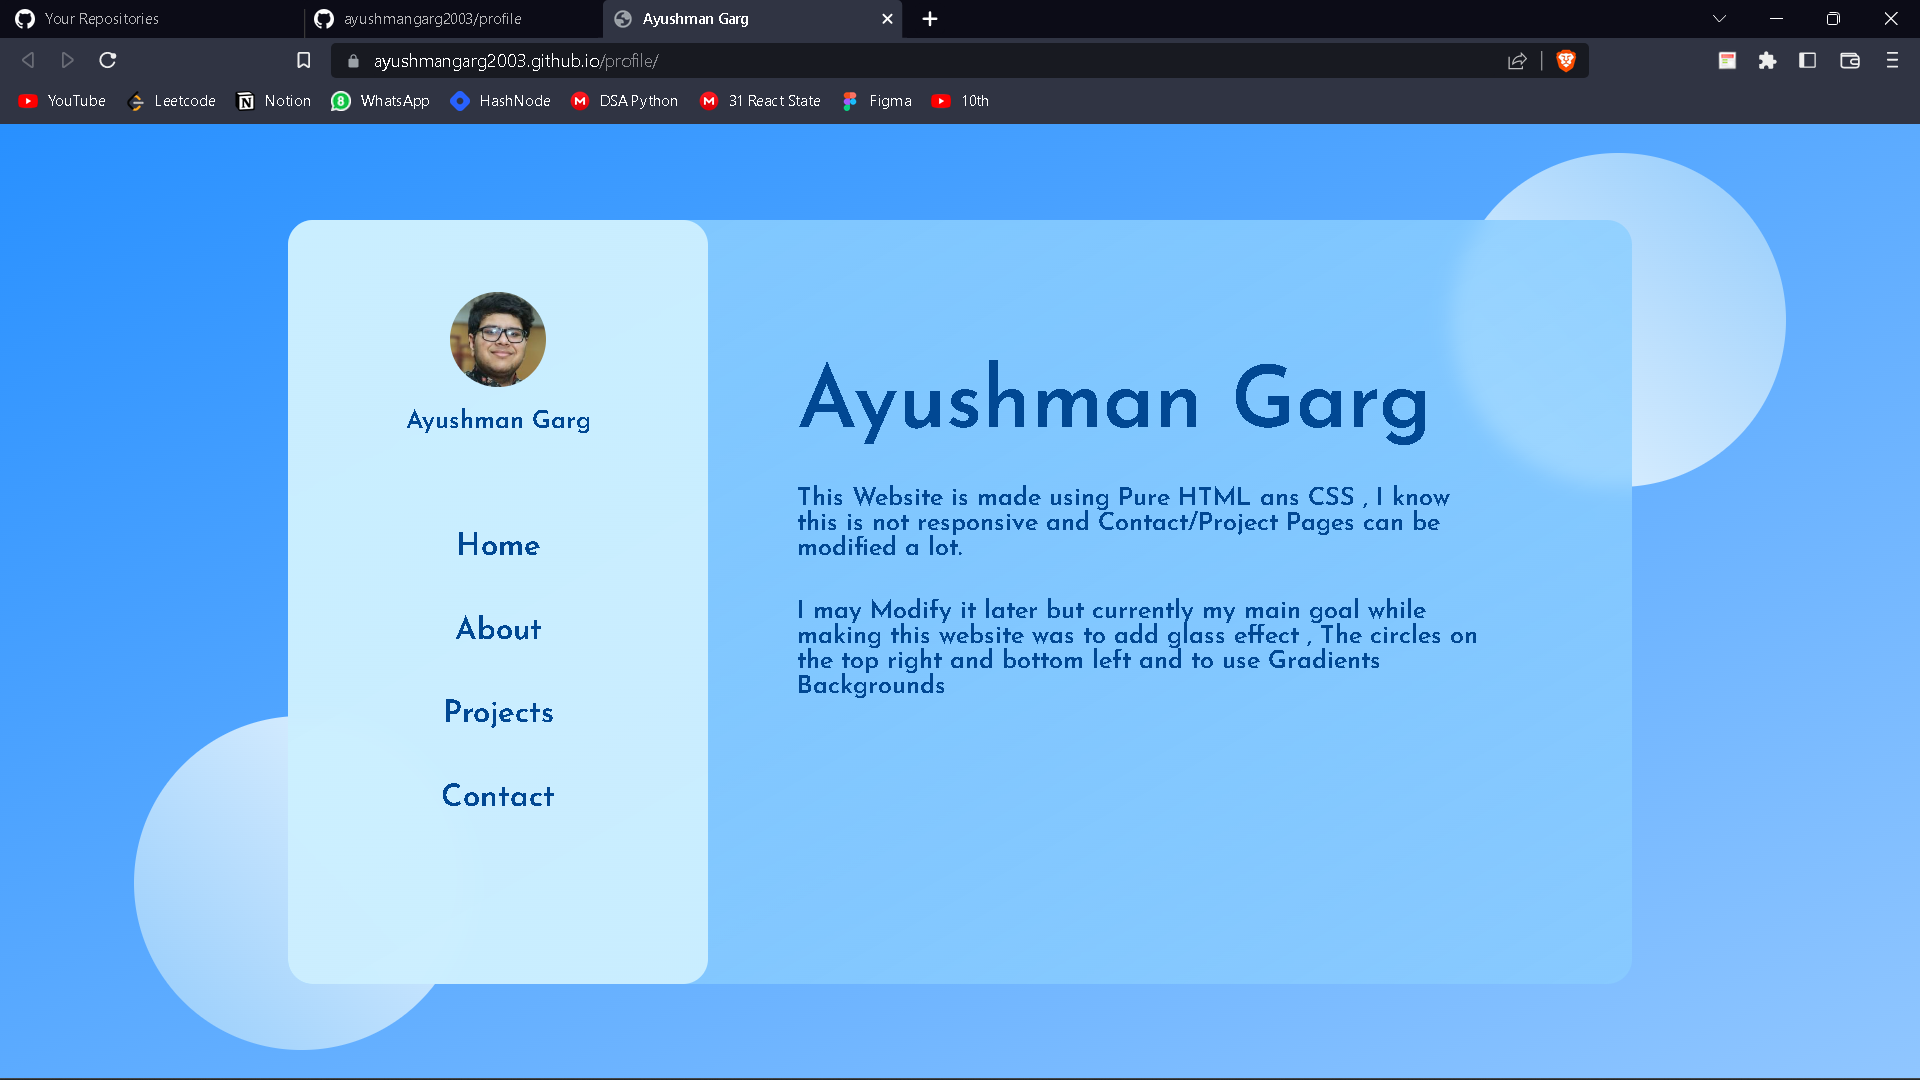 Your Repositories
ayushmangarg2003/profile
Ayushman Garg
ayushmangarg2003.github.io/profile/
YouTube
Leetcode
Notion
8
WhatsApp
HashNode
M
DSA Python
M
31 React State
Figma
10th
Ayushman Garg
Home
About
Projects
Contact
Ayushman Garg
This Website is made using Pure HTML ans CSS , I know
this is not responsive and Contact/Project Pages can be
modified a lot.
I may Modify it later but currently my main goal while
making this website was to add glass effect , The circles on
the top right and bottom left and to use Gradients
Backgrounds